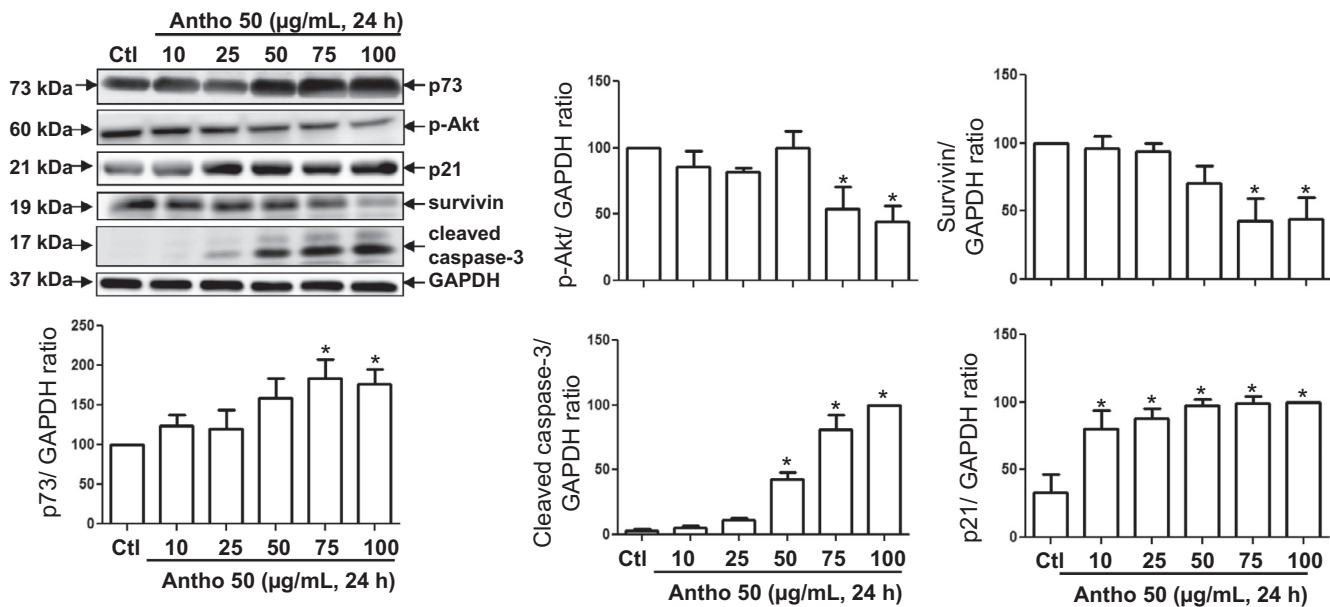 Antho 50 (µg/mL, 24 h)
Ctl 10 25 50 75 100
73 kDa p73
60 kDa p-Akt
21 kDa p21
19 kDa survivin
17 kDa cleaved
caspase-3
37 kDa GAPDH
p-Akt/ GAPDH ratio
150
100
50
0
* *
Survivin/
GAPDH ratio
150
100
50
0
* *
p73/ GAPDH ratio
250
200
150
100
50
0
* *
Ctl 10 25 50 75 100
Antho 50 (µg/mL, 24 h)
Cleaved caspase-3/
GAPDH ratio
150
100
50
0
* * *
Ctl 10 25 50 75 100
Antho 50 (µg/mL, 24 h)
p21/ GAPDH ratio
150
100
50
0
* * * * *
Ctl 10 25 50 75 100
Antho 50 (µg/mL, 24 h)